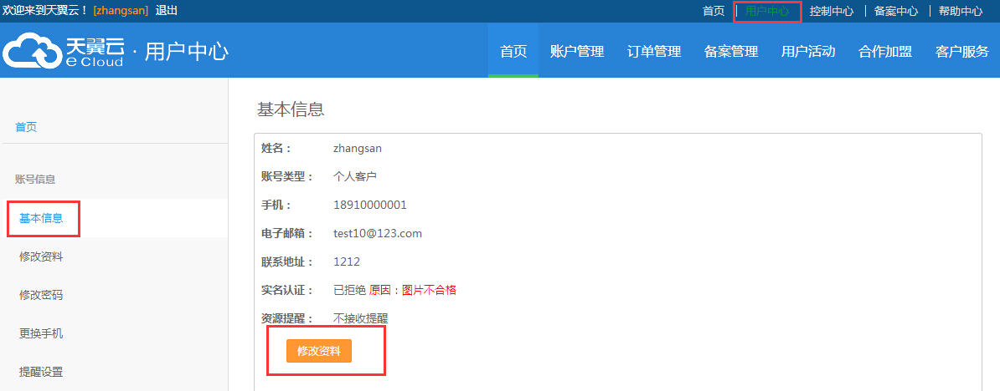 欢迎来到天翼云！ [zhangsan] 退出
首页 用户中心 控制中心 备案中心 帮助中心
天翼云 e Cloud · 用户中心
首页 账户管理 订单管理 备案管理 用户活动 合作加盟 客户服务
首页
账号信息
基本信息
修改资料
修改密码
更换手机
提醒设置
基本信息
姓名： zhangsan
账号类型： 个人客户
手机： 18910000001
电子邮箱： test10@123.com
联系地址： 1212
实名认证： 已拒绝 原因：图片不合格
资源提醒： 不接收提醒
修改资料